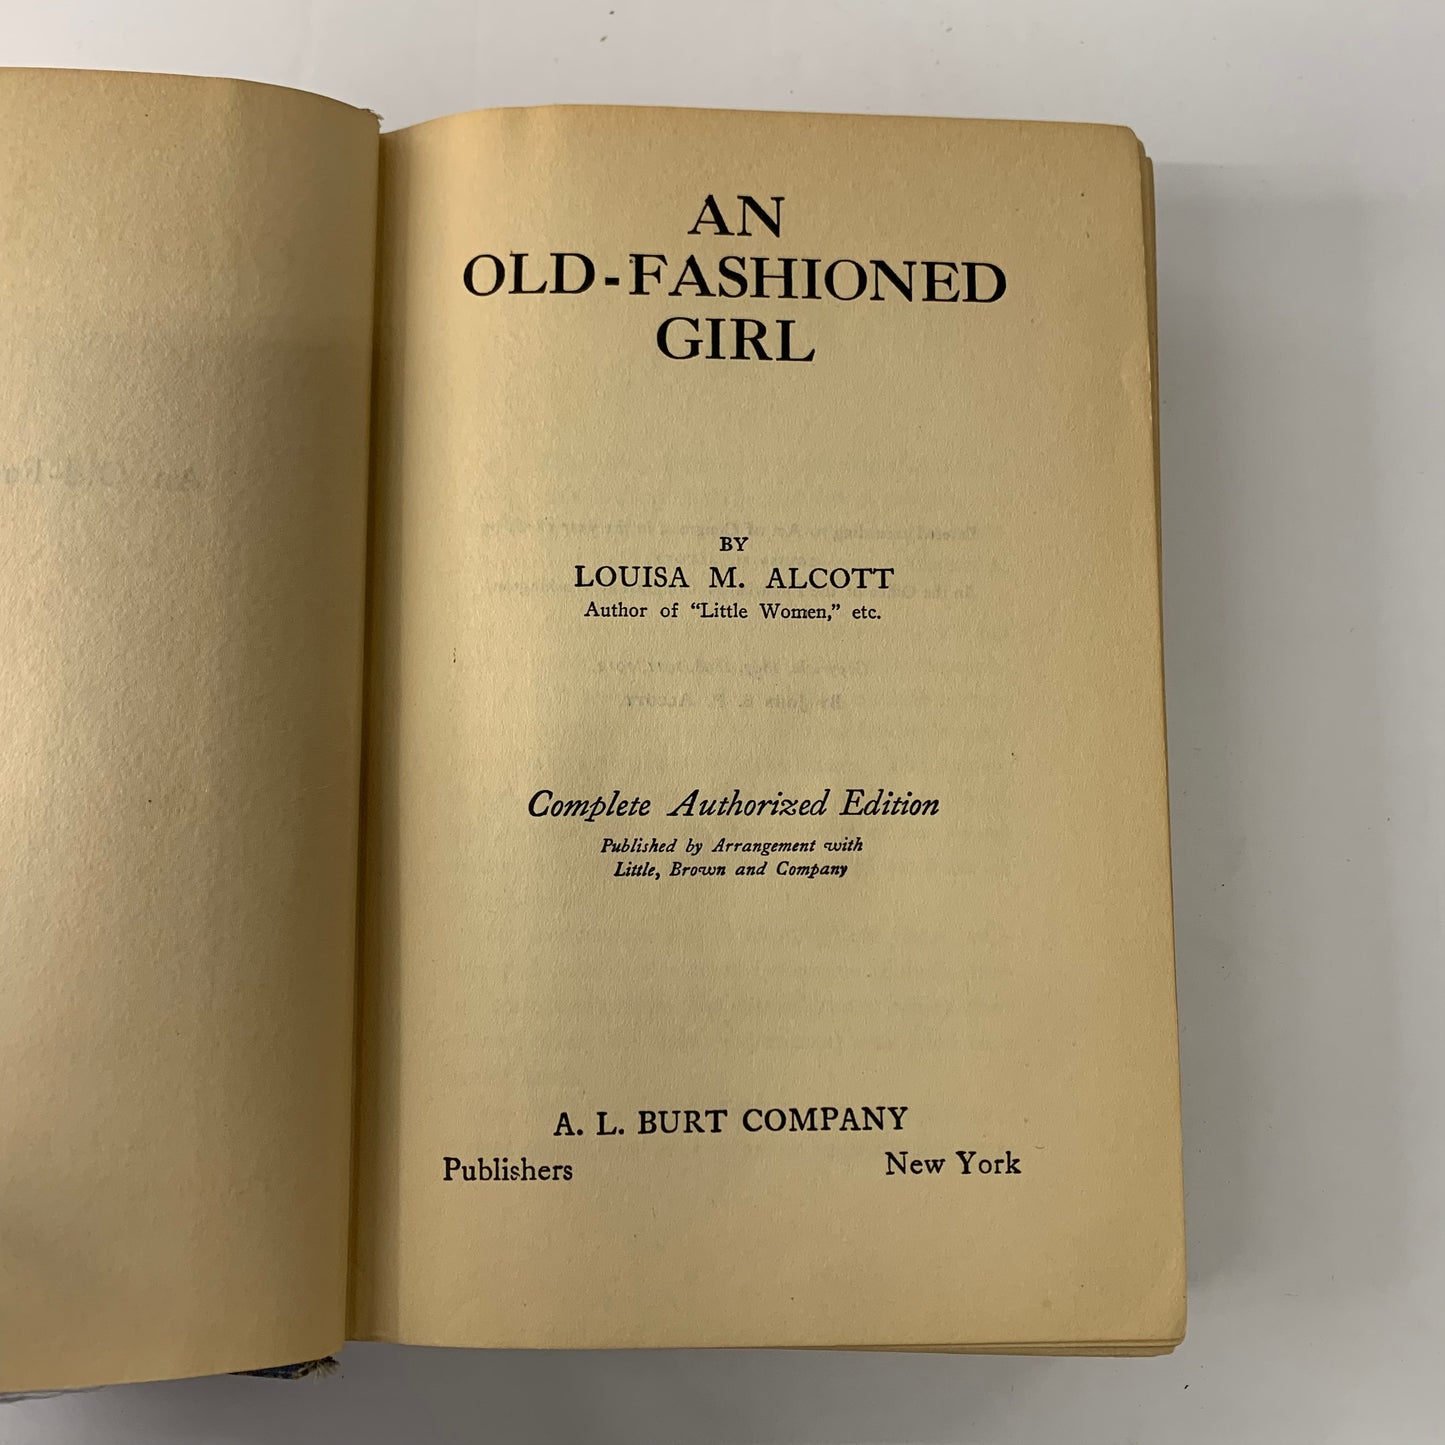 AN
OLD-FASHIONED
GIRL
BY
LOUISA M. ALCOTT
Author of “Little Women,” etc.
Complete Authorized Edition
Published by Arrangement with
Little, Brown and Company
A. L. BURT COMPANY
Publishers New York